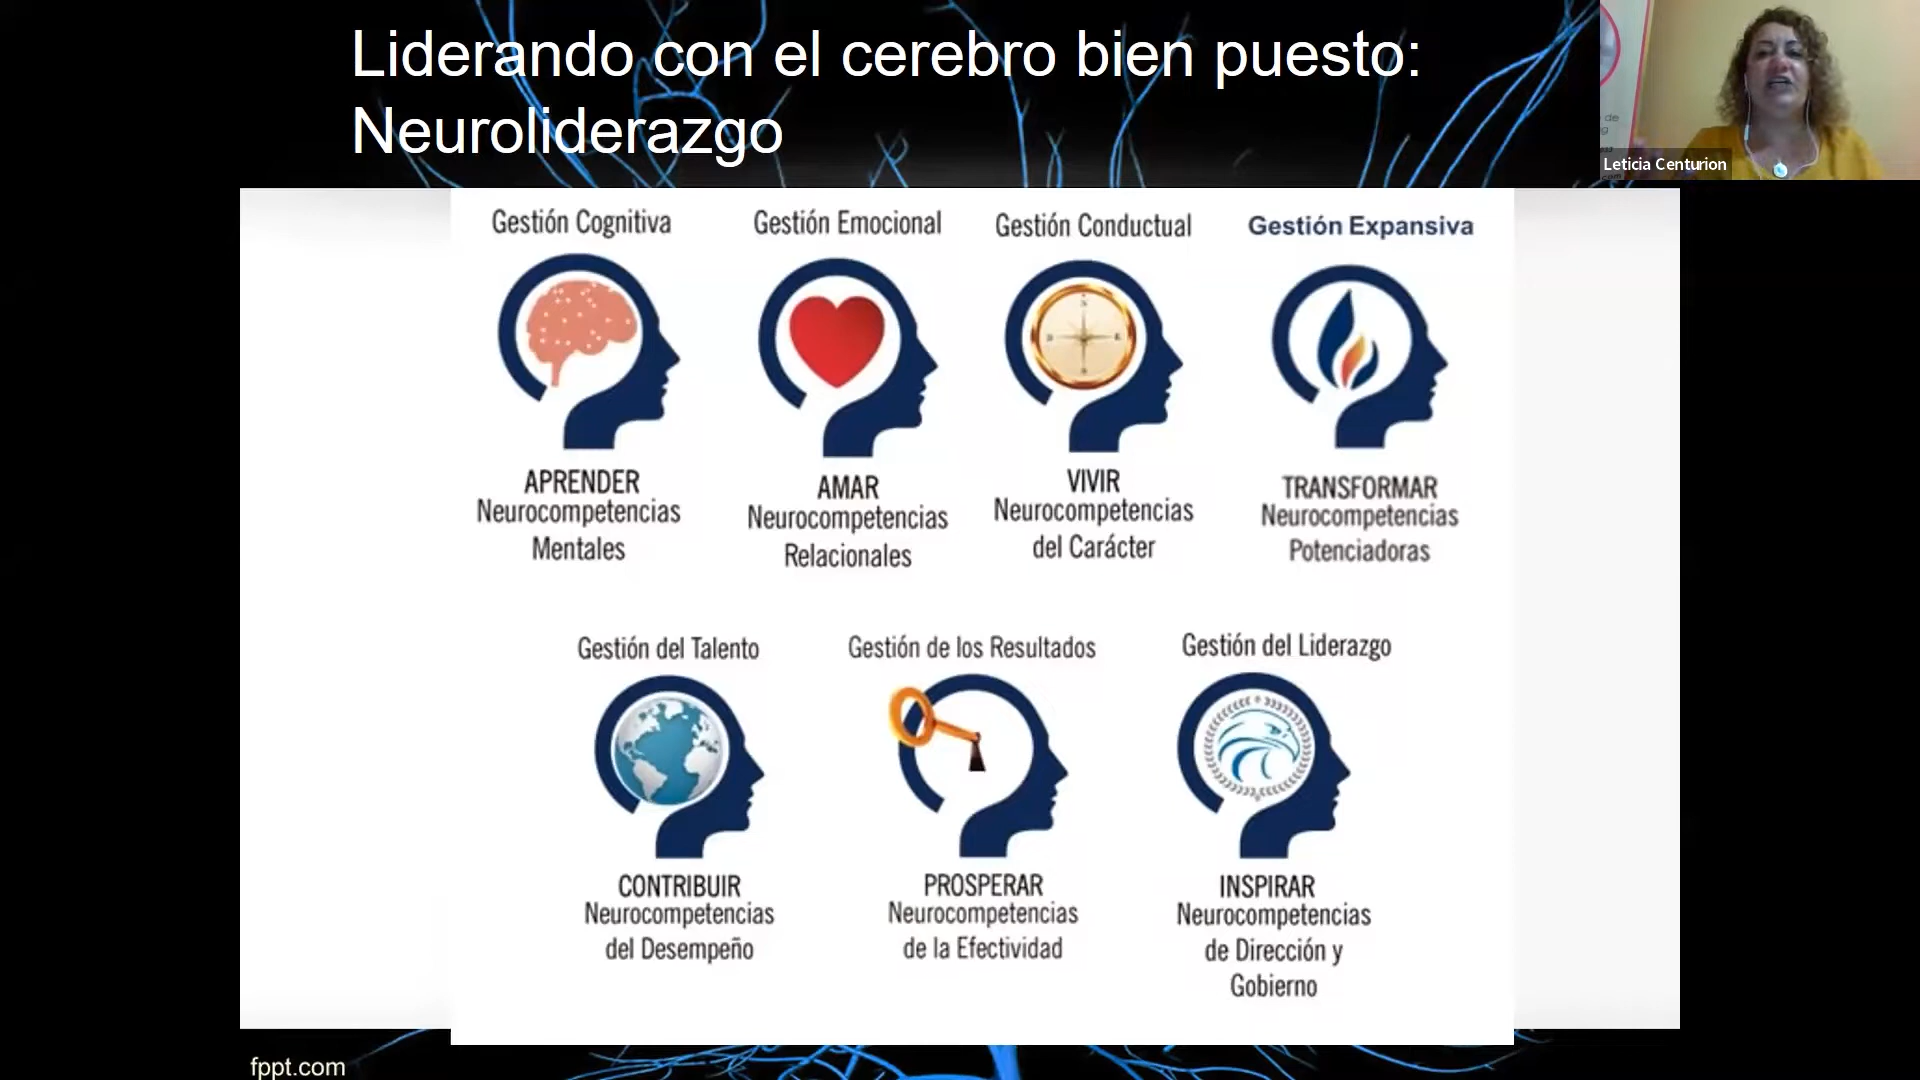 Liderando con el cerebro bien puesto:
Neuroliderazgo
de
Leticia Centurion
Gestión Cognitiva
Gestión Emocional
Gestión Conductual
Gestión Expansiva
APRENDER
Neurocompetencias
Mentales
AMAR
Neurocompetencias
Relacionales
VIVIR
Neurocompetencias
del Carácter
TRANSFORMAR
Neurocompetencias
Potenciadoras
Gestión del Talento
Gestión de los Resultados
Gestión del Liderazgo
CONTRIBUIR
Neurocompetencias
del Desempeño
PROSPERAR
Neurocompetencias
de la Efectividad
INSPIRAR
Neurocompetencias
de Dirección y
Gobierno
fppt.com